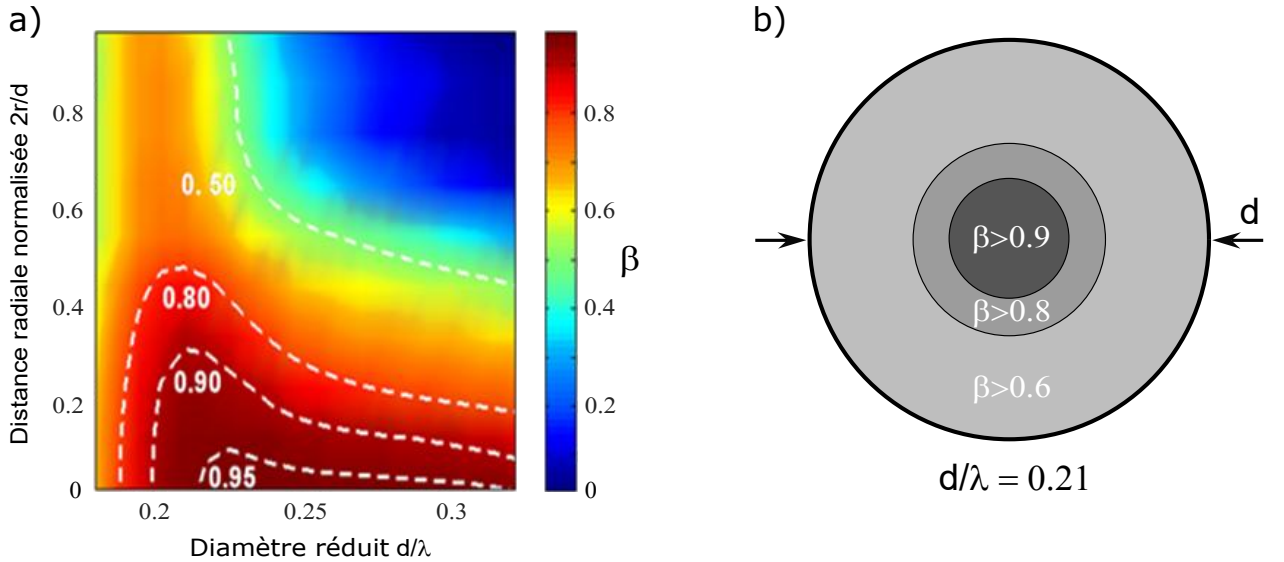 a)
Distance radiale normalisée 2r/d
0.8
0.6
0.4
0.2
0
0.2
0.25
0.3
Diamètre réduit d/λ
0. 50
0.80
0.90
0.95
0.8
0.6
0.4
0.2
0
β
b)
β>0.9
β>0.8
β>0.6
d
d/λ = 0.21